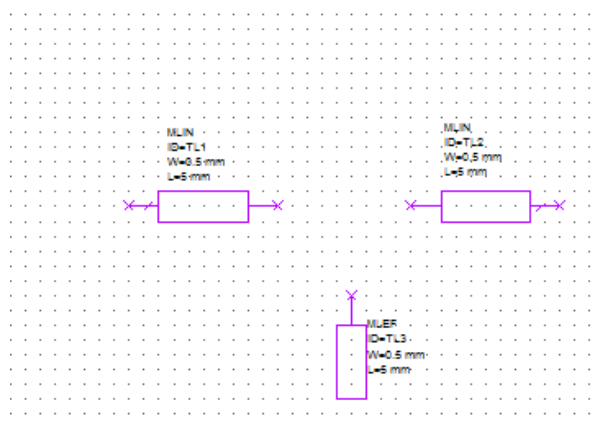 MLIN
ID=TL1
W=0.5 mm
L=5 mm
MLIN
ID=TL2
W=0,5 mm
L=5 mm
MLEF
ID=TL3
W=0.5 mm
L=5 mm